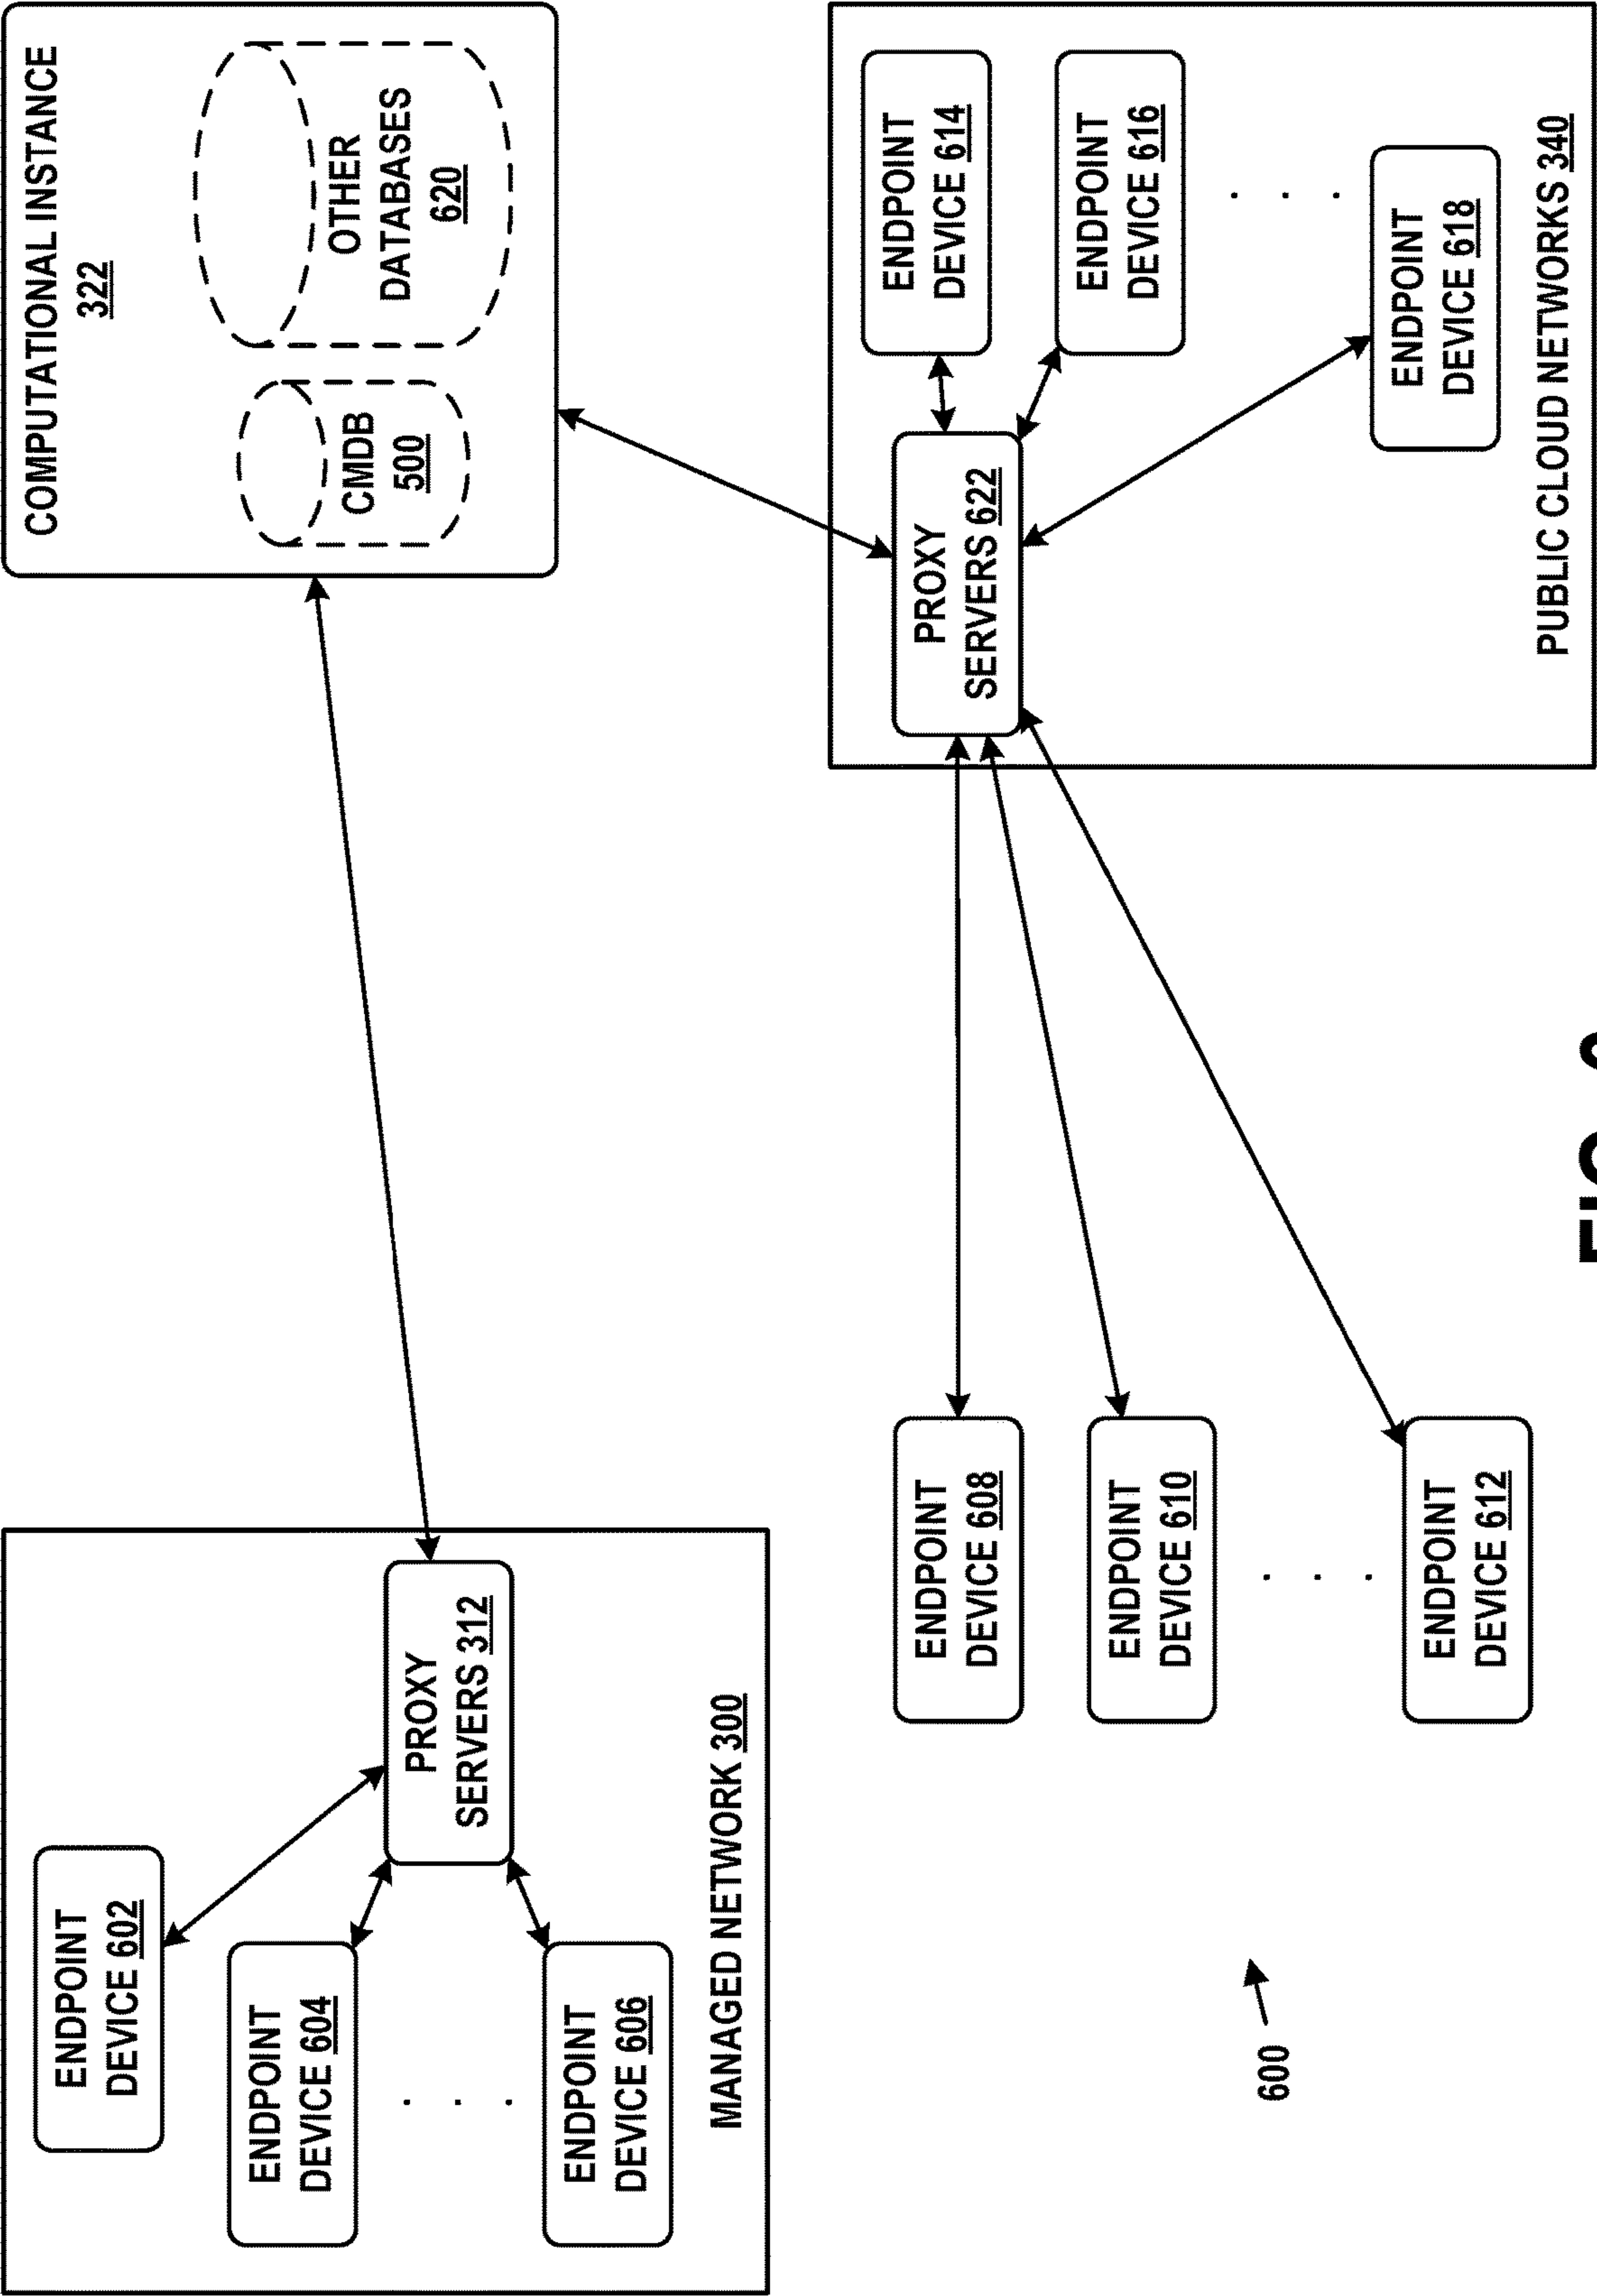 COMPUTATIONAL INSTANCE
322
CMDB
500
OTHER
DATABASES
620
ENDPOINT
DEVICE 602
ENDPOINT
DEVICE 604
. . .
ENDPOINT
DEVICE 606
PROXY
SERVERS 312
MANAGED NETWORK 300
ENDPOINT
DEVICE 608
ENDPOINT
DEVICE 610
. . .
ENDPOINT
DEVICE 612
PROXY
SERVERS 622
ENDPOINT
DEVICE 614
ENDPOINT
DEVICE 616
. . .
ENDPOINT
DEVICE 618
PUBLIC CLOUD NETWORKS 340
600